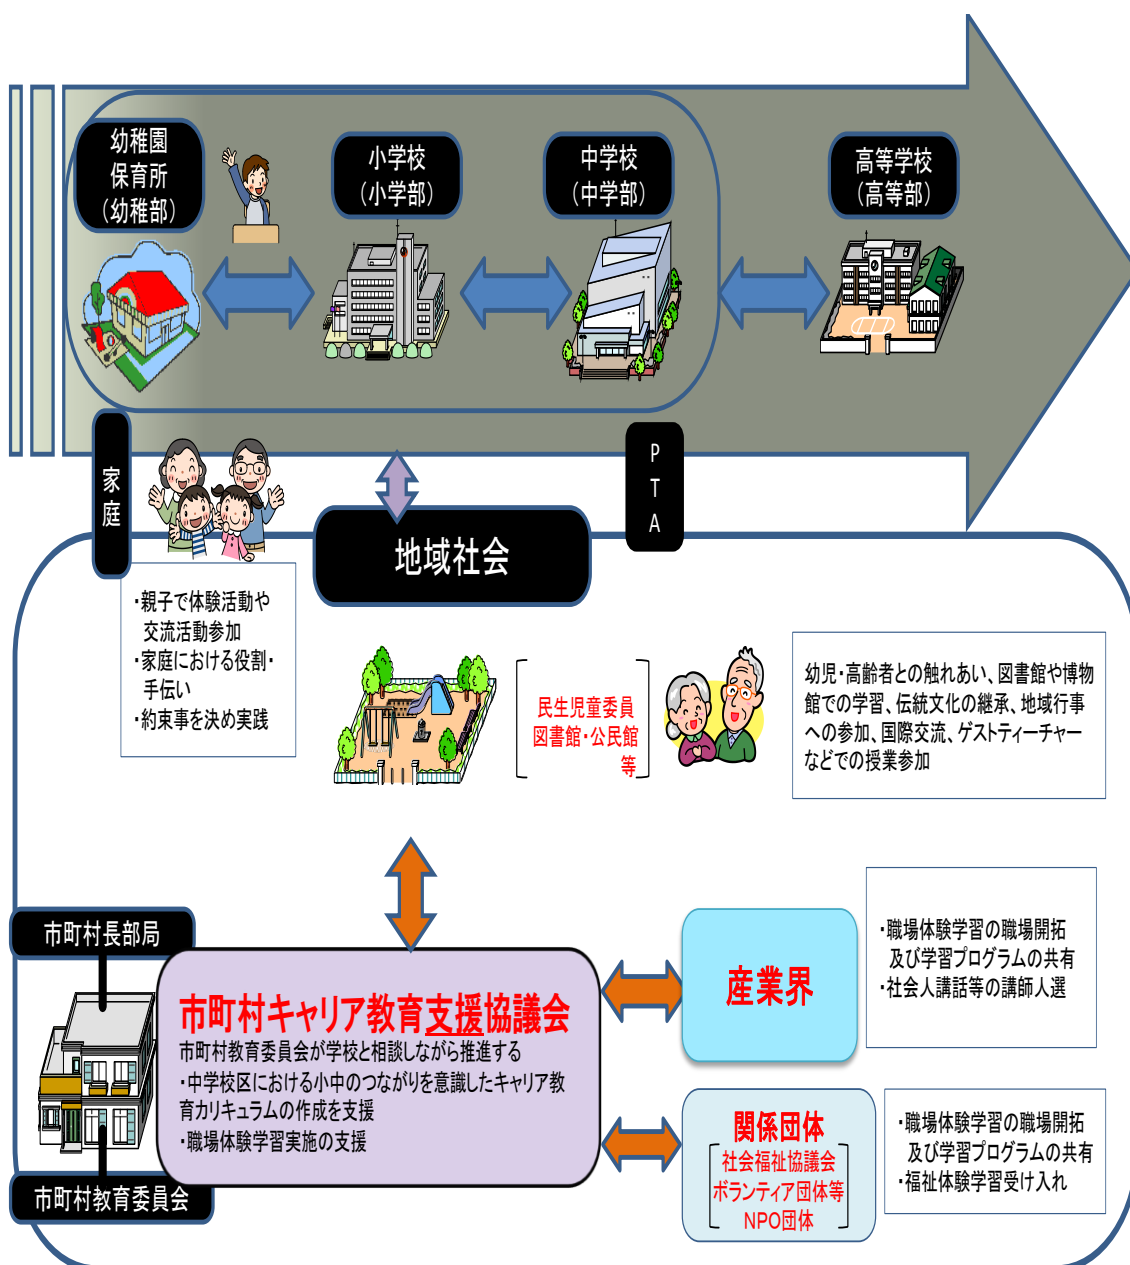 幼稚園
保育所
(幼稚部)
小学校
(小学部)
中学校
(中学部)
高等学校
(高等部)
家庭
PTA
地域社会
・親子で体験活動や
交流活動参加
・家庭における役割・
手伝い
・約束事を決め実践
民生児童委員
図書館・公民館
等
幼児・高齢者との触れあい、図書館や博物
館での学習、伝統文化の継承、地域行事
への参加、国際交流、ゲストティーチャー
などでの授業参加
市町村長部局
市町村キャリア教育支援協議会
市町村教育委員会が学校と相談しながら推進する
・中学校区における小中のつながりを意識したキャリア教
育カリキュラムの作成を支援
・職場体験学習実施の支援
市町村教育委員会
産業界
・職場体験学習の職場開拓
及び学習プログラムの共有
・社会人講話等の講師人選
関係団体
社会福祉協議会
ボランティア団体等
NPO団体
・職場体験学習の職場開拓
及び学習プログラムの共有
・福祉体験学習受け入れ